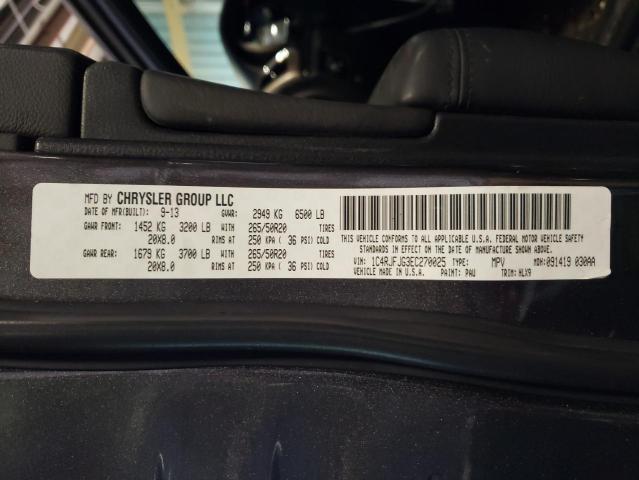 MFD BY CHRYSLER GROUP LLC
DATE OF MFR(BUILT): 9-13 GVWR: 2949 KG 6500 LB
GAWR FRONT: 1452 KG 3200 LB WITH 265/50R20 TIRES
20X8.0 RIMS AT 250 KPA ( 36 PSI) COLD
GAWR REAR: 1679 KG 3700 LB WITH 265/50R20 TIRES
20X8.0 RIMS AT 250 KPA ( 36 PSI) COLD
THIS VEHICLE CONFORMS TO ALL APPLICABLE U.S.A. FEDERAL MOTOR VEHICLE SAFETY
STANDARDS IN EFFECT ON THE DATE OF MANUFACTURE SHOWN ABOVE.
VIN: 1C4RJFJG3EC270025 TYPE: MPV MDH: 091419 030AA
VEHICLE MADE IN U.S.A. PAINT: PAU TRIM: HLX9